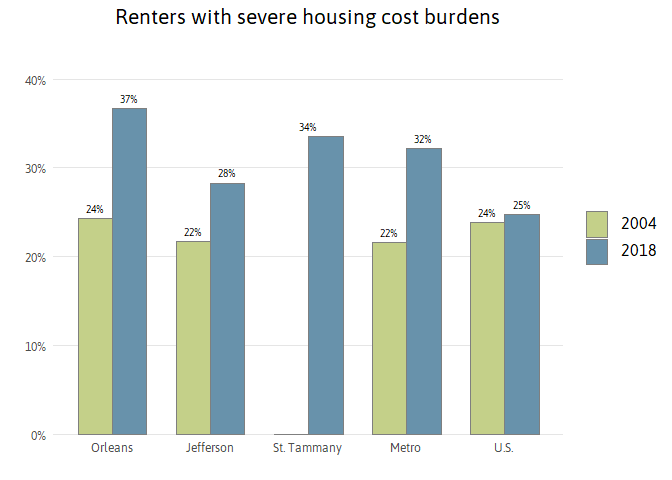 Renters with severe housing cost burdens
40%
30%
20%
10%
0%
24%
37%
22%
28%
34%
22%
32%
24%
25%
Orleans
Jefferson
St. Tammany
Metro
U.S.
2004
2018